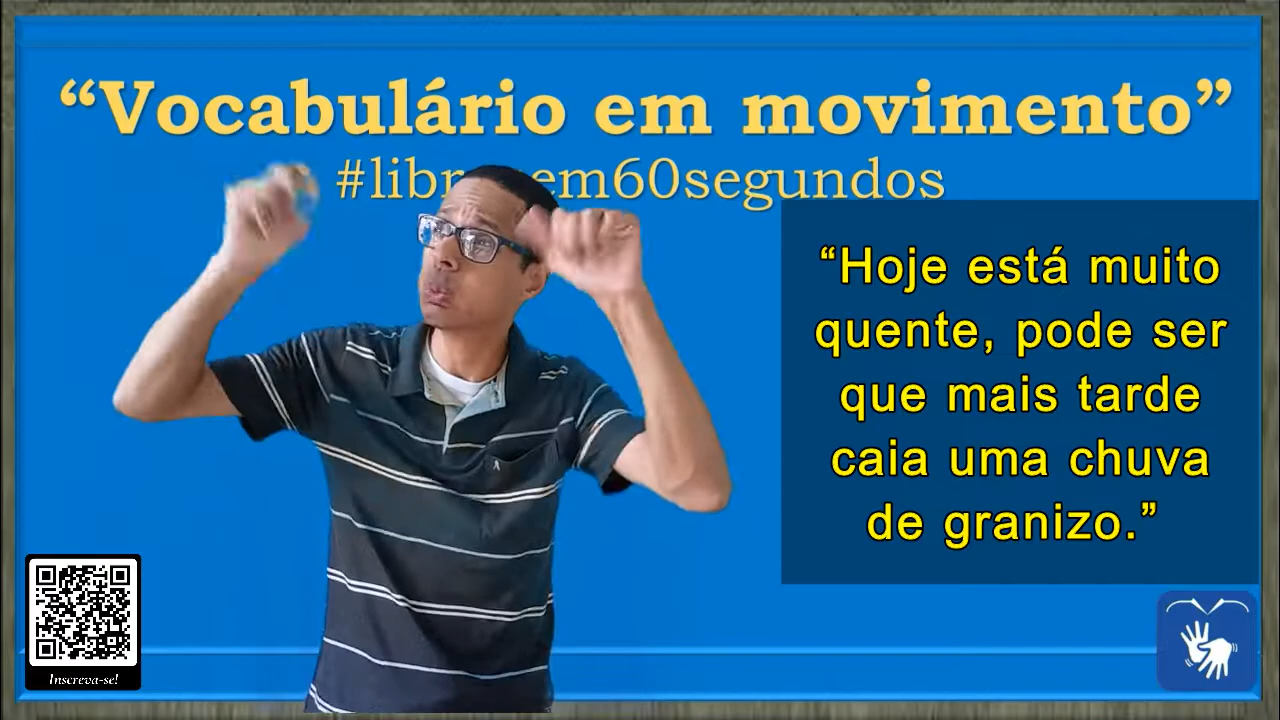 “Vocabulário em movimento”
#libr em60segundos
“Hoje está muito
quente, pode ser
que mais tarde
caia uma chuva
de granizo.”
Inscreva-se!